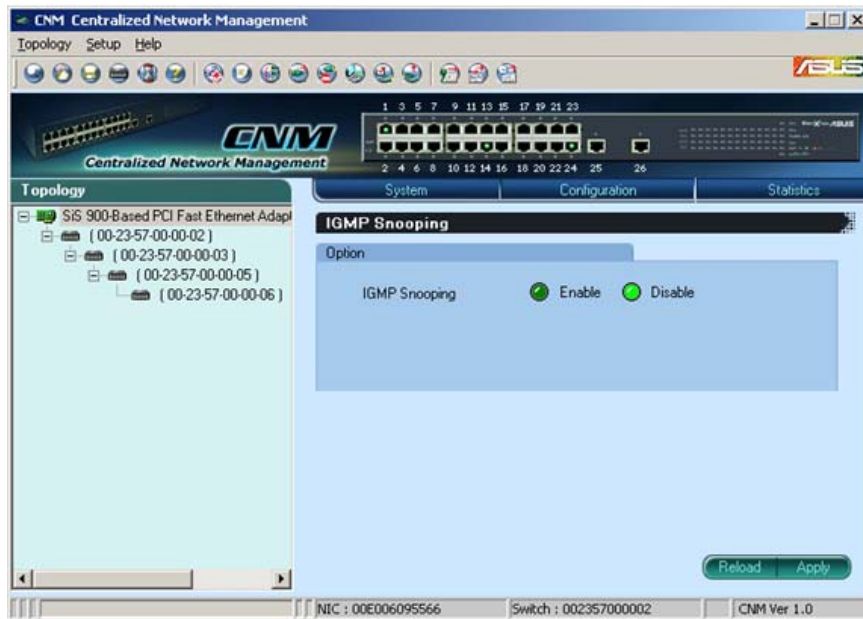 CNM Centralized Network Management
Topology Setup Help
ASUS
1 3 5 7 9 11 13 15 17 19 21 23
CNM
Centralized Network Management
2 4 6 8 10 12 14 16 18 20 22 24 25 26
Topology
System Configuration Statistics
SiS 900-Based PCI Fast Ethernet Adapt
( 00-23-57-00-00-02 )
( 00-23-57-00-00-03 )
( 00-23-57-00-00-05 )
( 00-23-57-00-00-06 )
IGMP Snooping
Option
IGMP Snooping Enable Disable
Reload Apply
NIC : 00E006095566 Switch : 002357000002 CNM Ver 1.0